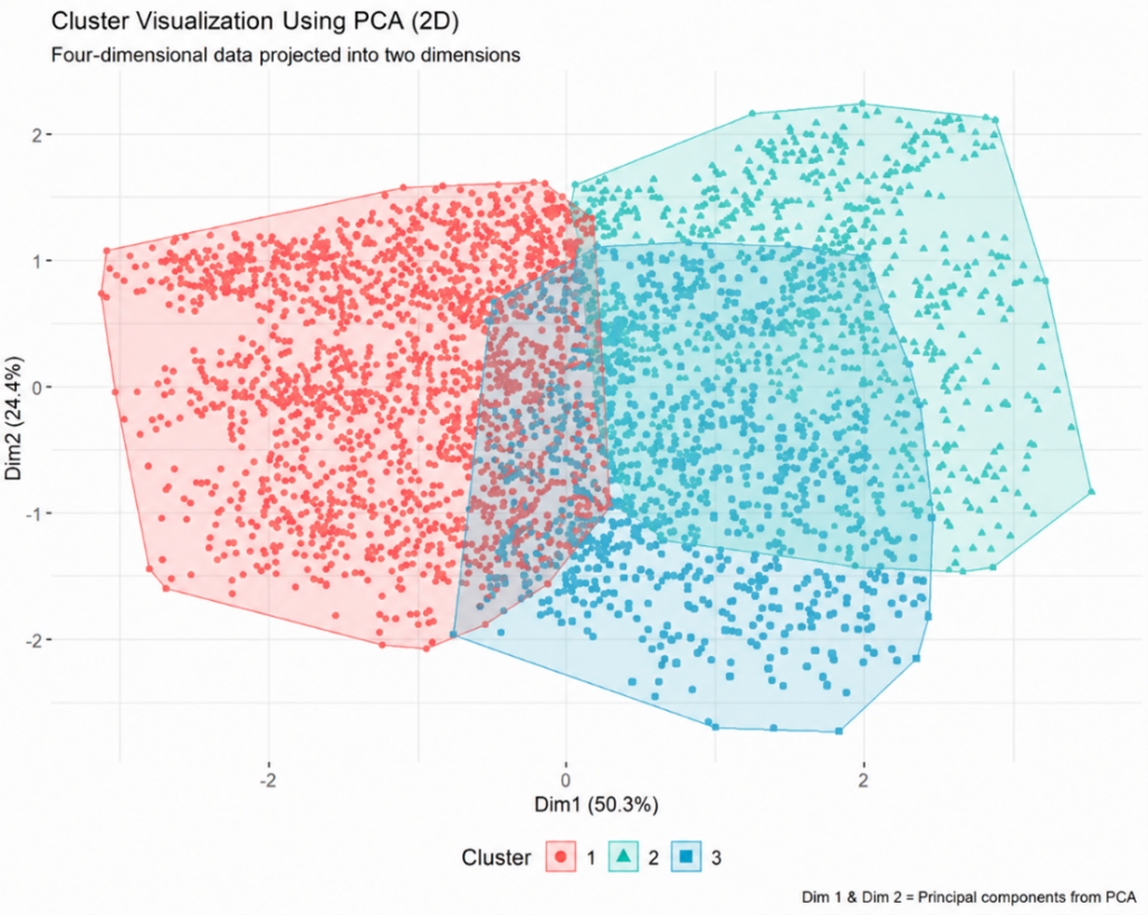 Cluster Visualization Using PCA (2D)
Four-dimensional data projected into two dimensions
Dim2 (24.4%)
2
1
0
-1
-2
-2 0 2
Dim1 (50.3%)
Cluster 1 2 3
Dim 1 & Dim 2 = Principal components from PCA